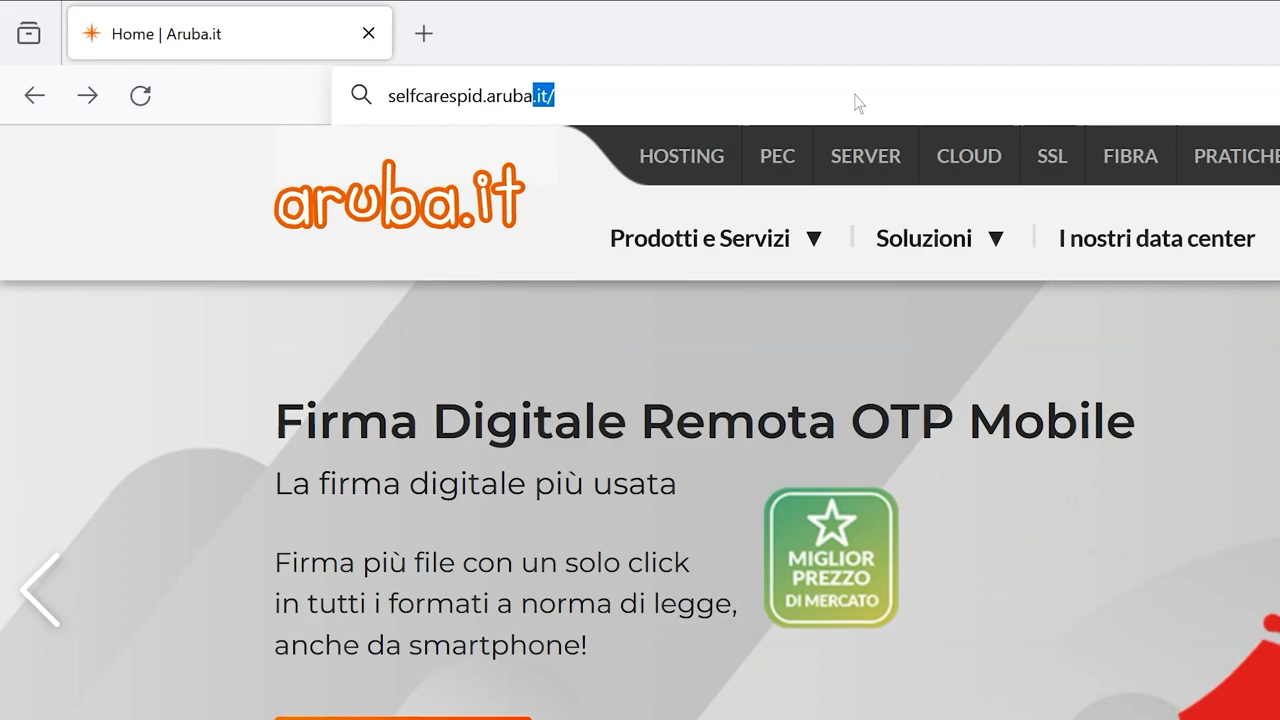 Home | Aruba.it
selfcarespid.aruba.it/
HOSTING PEC SERVER CLOUD SSL FIBRA PRATICHE
aruba.it
Prodotti e Servizi ▼ Soluzioni ▼ I nostri data center
Firma Digitale Remota OTP Mobile
La firma digitale più usata
MIGLIOR
PREZZO
DI MERCATO
Firma più file con un solo click
in tutti i formati a norma di legge,
anche da smartphone!